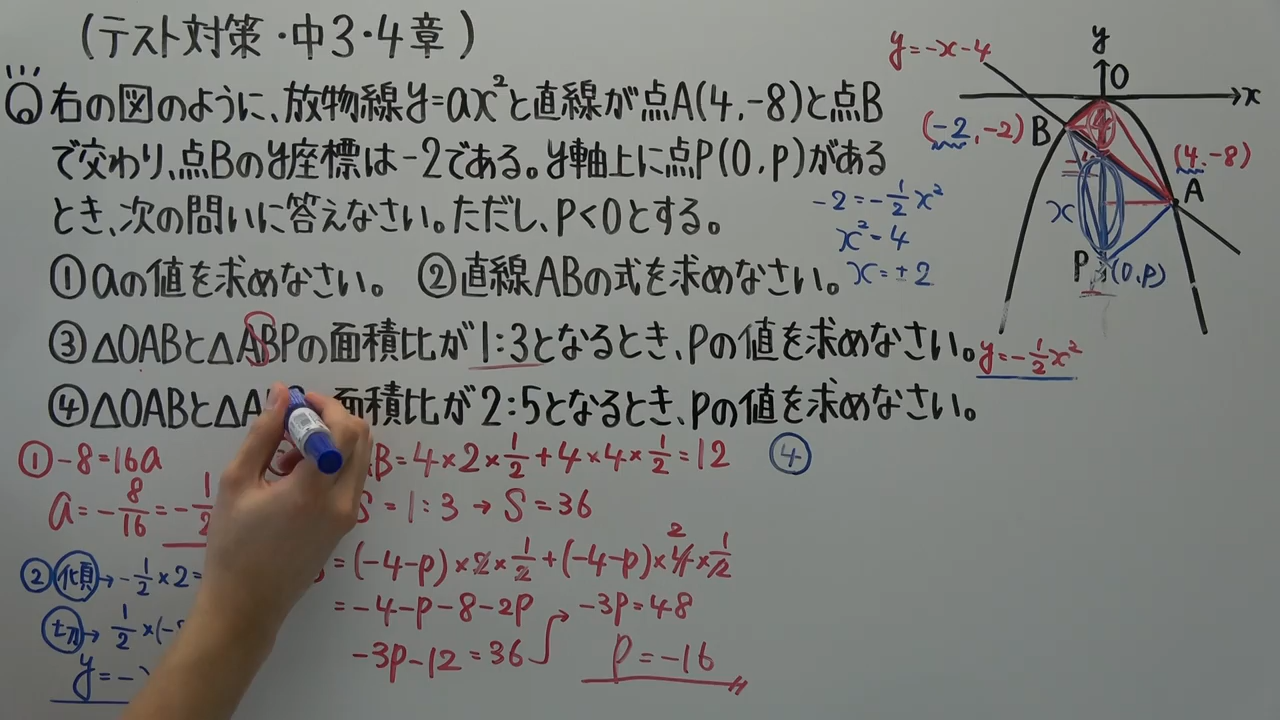 (テスト対策・中3・4章)
右の図のように、放物線y=ax²と直線が点A(4,-8)と点B
で交わり、点Bのy座標は-2である。y軸上に点P(0,p)がある
とき、次の問いに答えなさい。ただし、P<0とする。
①aの値を求めなさい。 ②直線ABの式を求めなさい。
③△OABと△ABPの面積比が1:3となるとき、Pの値を求めなさい。
④△OABと△A 面積比が2:5となるとき、Pの値を求めなさい。
y=-x-4
y
O
x
B
(-2,-2)
(4,-8)
A
x
P
(0,P)
-2=-1/2x²
x²=4
x=±2
y=-1/2x²
①-8=16a
a=-8/16=-1/2
②傾→-1/2×2=
切→1/2×(-
y=-
B=4×2×1/2+4×4×1/2=12
S=1:3→S=36
=(-4-p)×2×1/2+(-4-p)×4×1/2
2 1
=-4-p-8-2p
-3p-12=36
-3p=48
p=-16
④